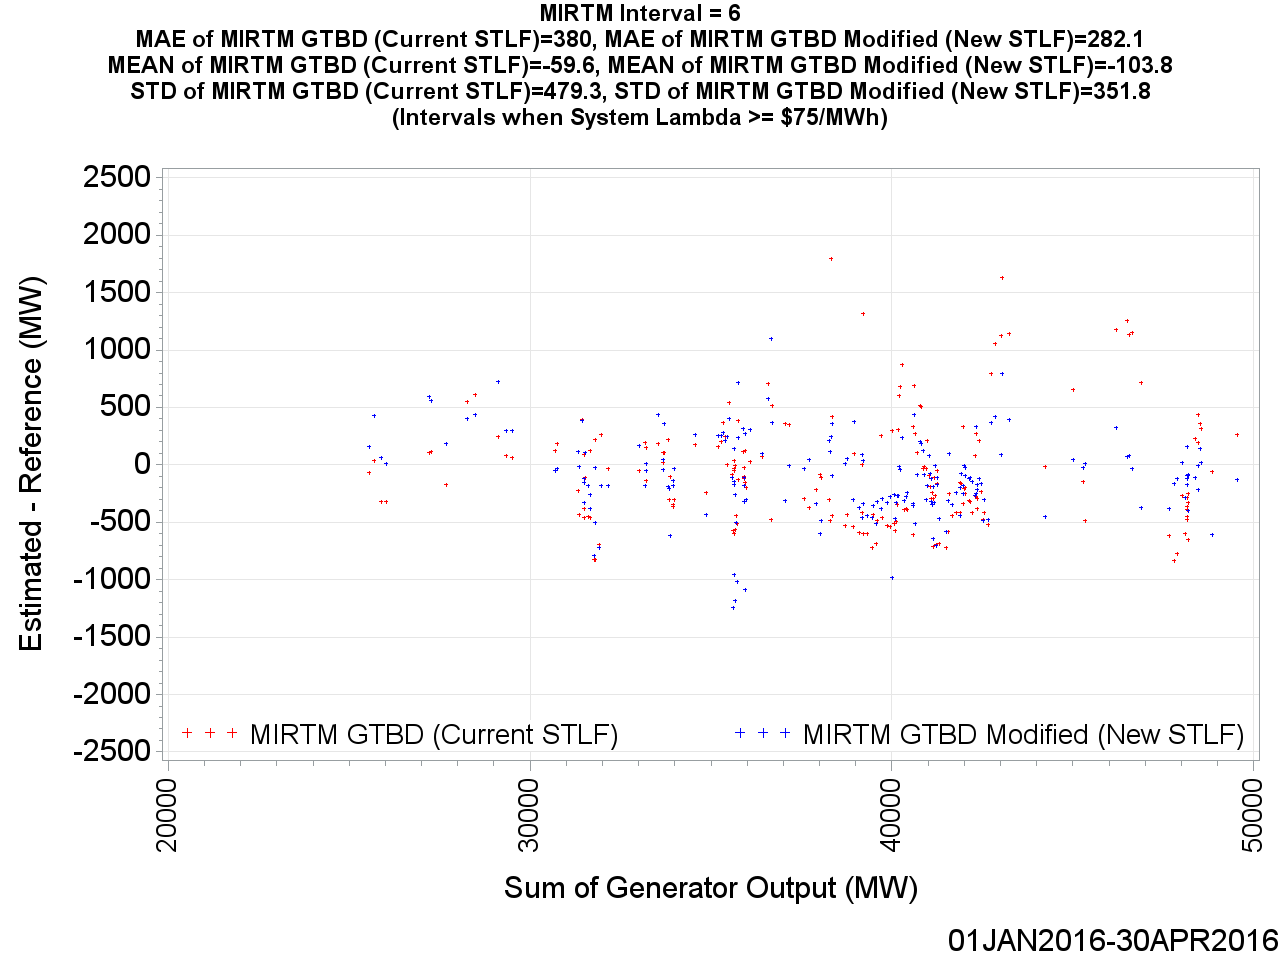 MIRTM Interval = 6
MAE of MIRTM GTBD (Current STLF)=380, MAE of MIRTM GTBD Modified (New STLF)=282.1
MEAN of MIRTM GTBD (Current STLF)=-59.6, MEAN of MIRTM GTBD Modified (New STLF)=-103.8
STD of MIRTM GTBD (Current STLF)=479.3, STD of MIRTM GTBD Modified (New STLF)=351.8
(Intervals when System Lambda >= $75/MWh)
Estimated - Reference (MW)
2500
2000
1500
1000
500
0
-500
-1000
-1500
-2000
-2500
MIRTM GTBD (Current STLF)
MIRTM GTBD Modified (New STLF)
20000
30000
40000
50000
Sum of Generator Output (MW)
01JAN2016-30APR2016